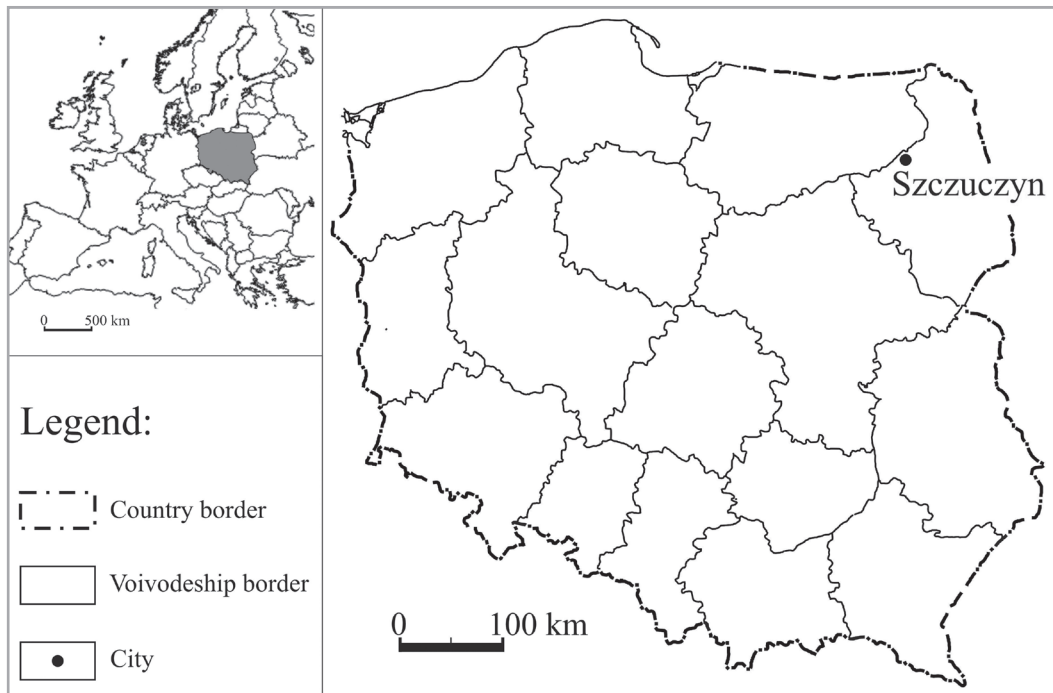 0 500 km
Legend:
Country border
Voivodeship border
City
Szczuczyn
0 100 km